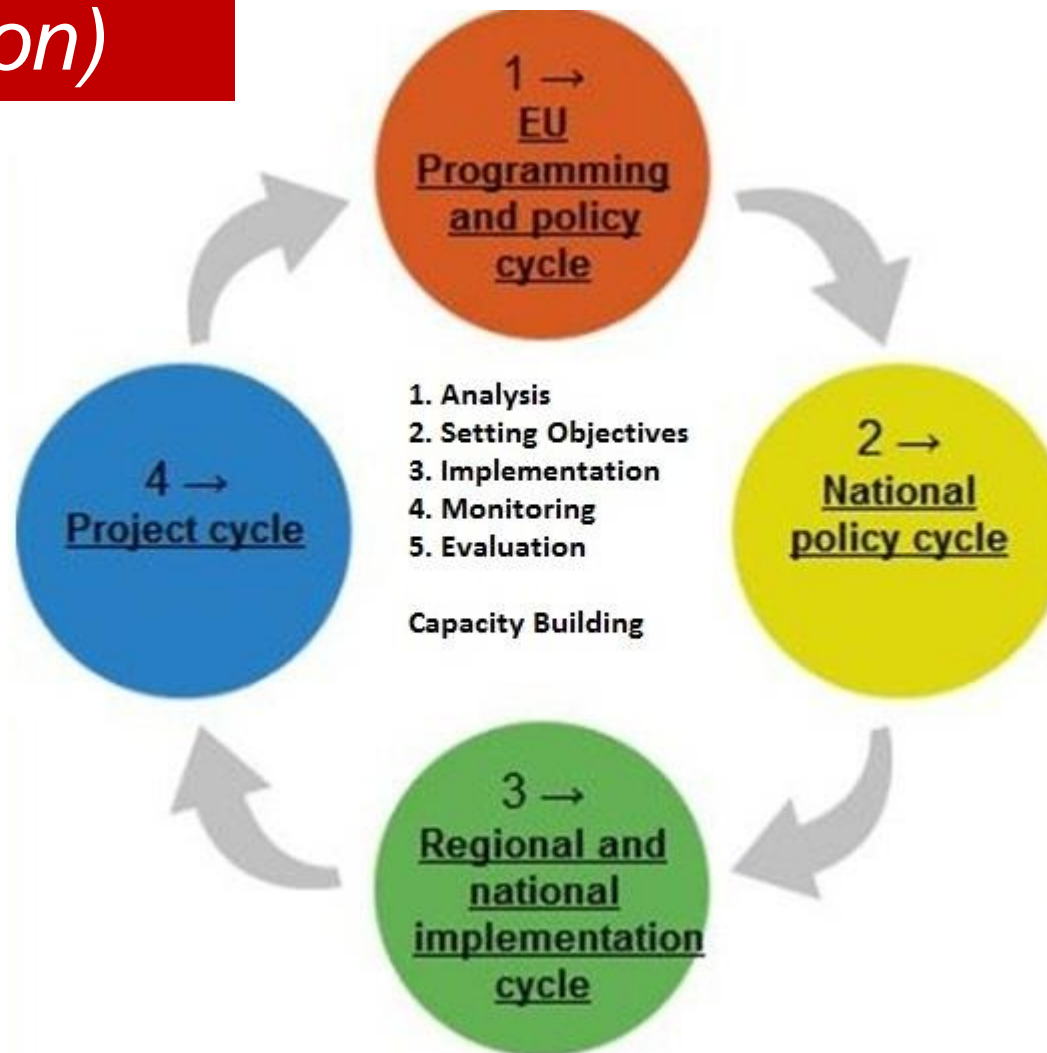 on)
1 →
EU
Programming
and policy
cycle
2 →
National
policy cycle
3 →
Regional and
national
implementation
cycle
4 →
Project cycle
1. Analysis
2. Setting Objectives
3. Implementation
4. Monitoring
5. Evaluation
Capacity Building